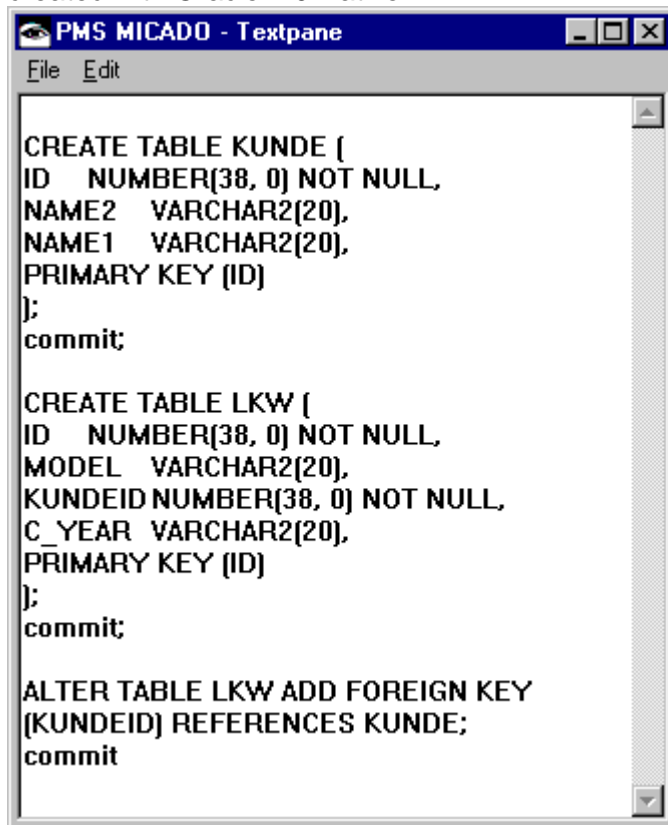 PMS MICADO - Textpane
File Edit
CREATE TABLE KUNDE (
ID NUMBER(38, 0) NOT NULL,
NAME2 VARCHAR2(20),
NAME1 VARCHAR2(20),
PRIMARY KEY (ID)
);
commit;
CREATE TABLE LKW (
ID NUMBER(38, 0) NOT NULL,
MODEL VARCHAR2(20),
KUNDEID NUMBER(38, 0) NOT NULL,
C_YEAR VARCHAR2(20),
PRIMARY KEY (ID)
);
commit;
ALTER TABLE LKW ADD FOREIGN KEY
(KUNDEID) REFERENCES KUNDE;
commit